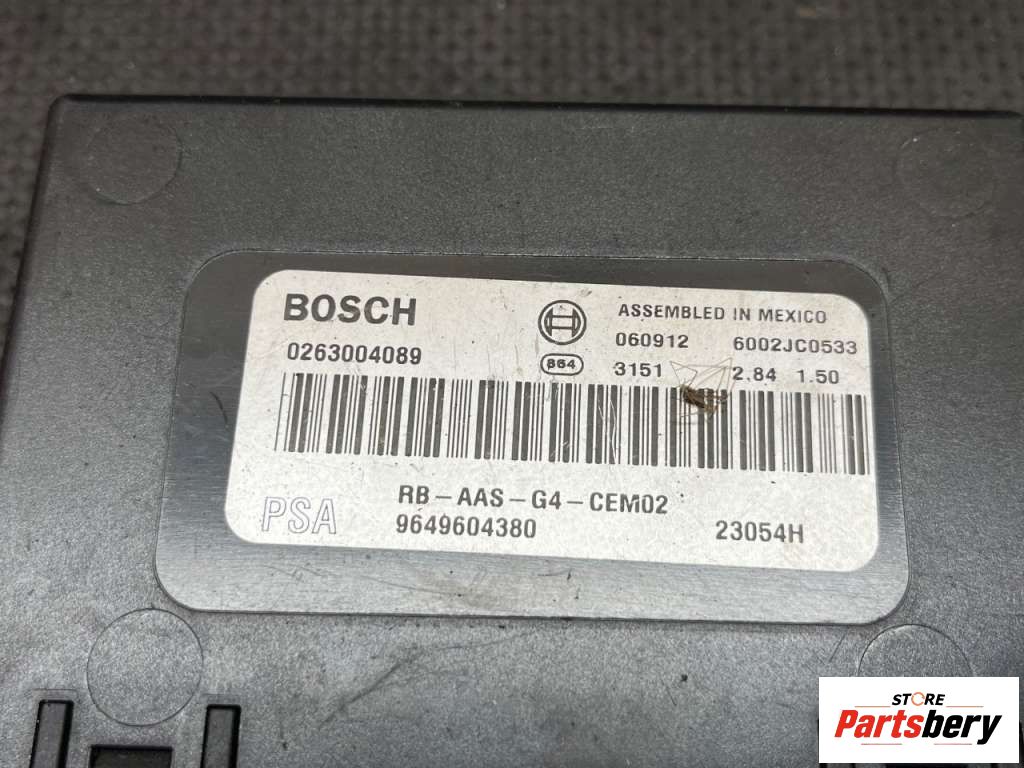 BOSCH
ASSEMBLED IN MEXICO
0263004089
060912 6002JC0533
B64
3151 2.84 1.50
RB-AAS-G4-CEM02
PSA 9649604380 23054H
STORE
Partsbery